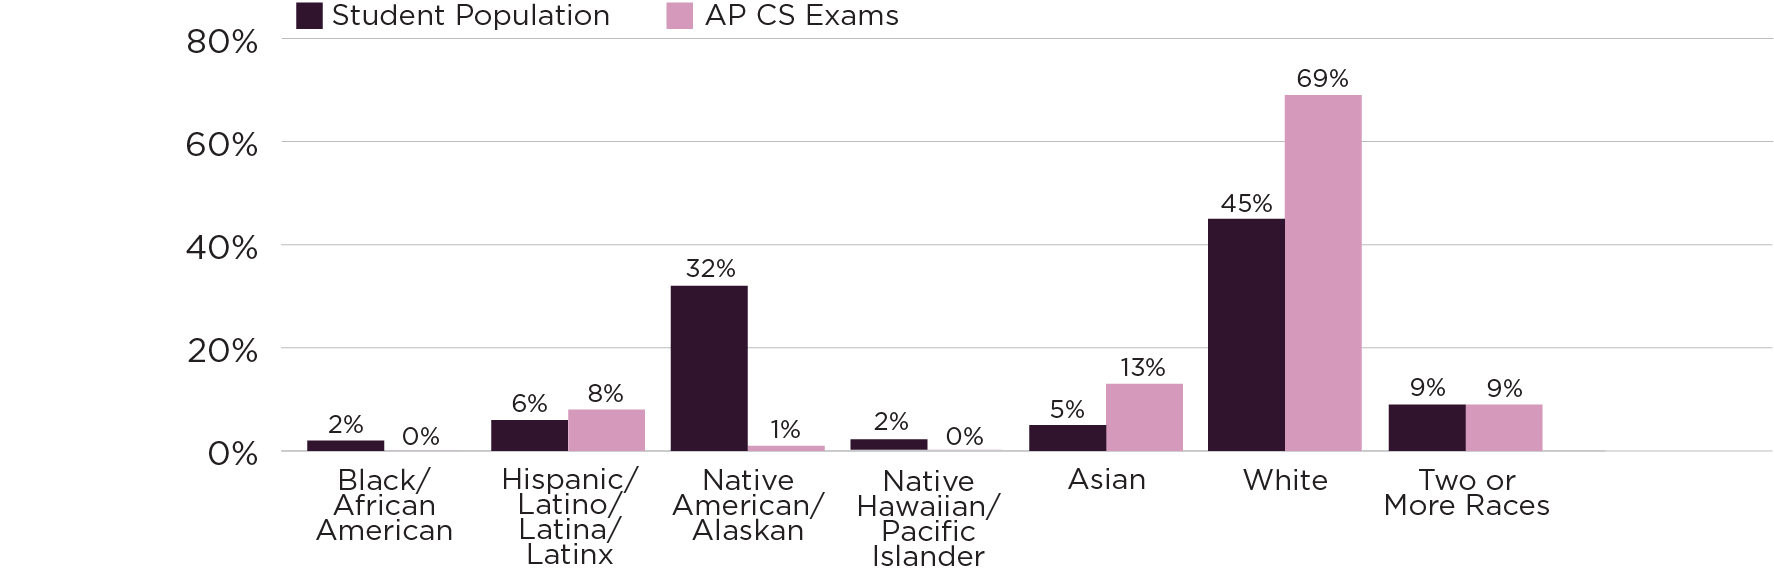 Student Population
AP CS Exams
80%
60%
40%
20%
0%
2%
0%
6%
8%
32%
1%
2%
0%
5%
13%
45%
69%
9%
9%
Black/
African
American
Hispanic/
Latino/
Latina/
Latinx
Native
American/
Alaskan
Native
Hawaiian/
Pacific
Islander
Asian
White
Two or
More Races